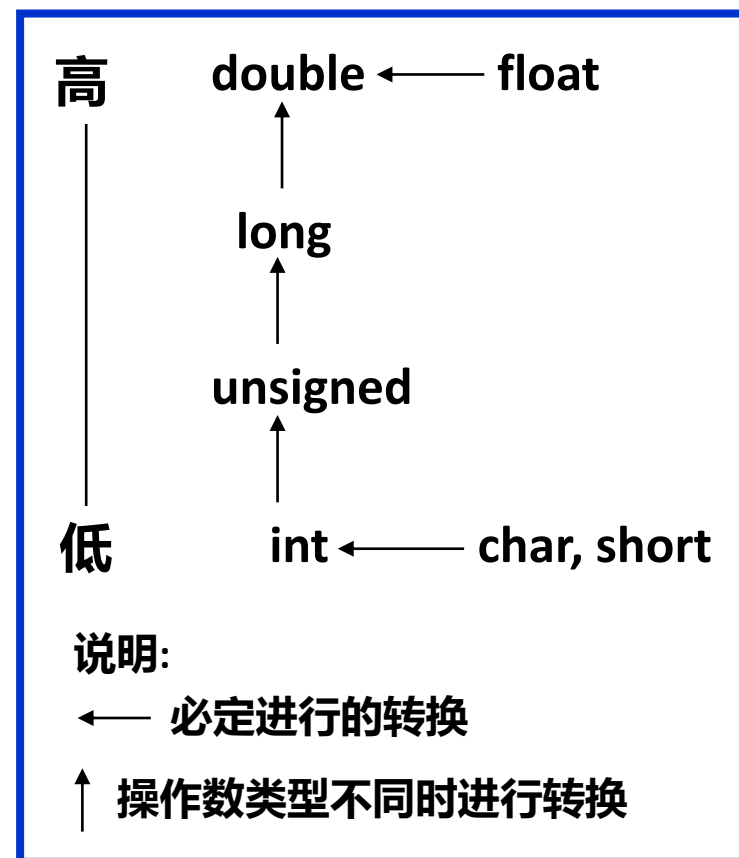 高 double float
long
unsigned
低 int char, short
说明:
必定进行的转换
操作数类型不同时进行转换